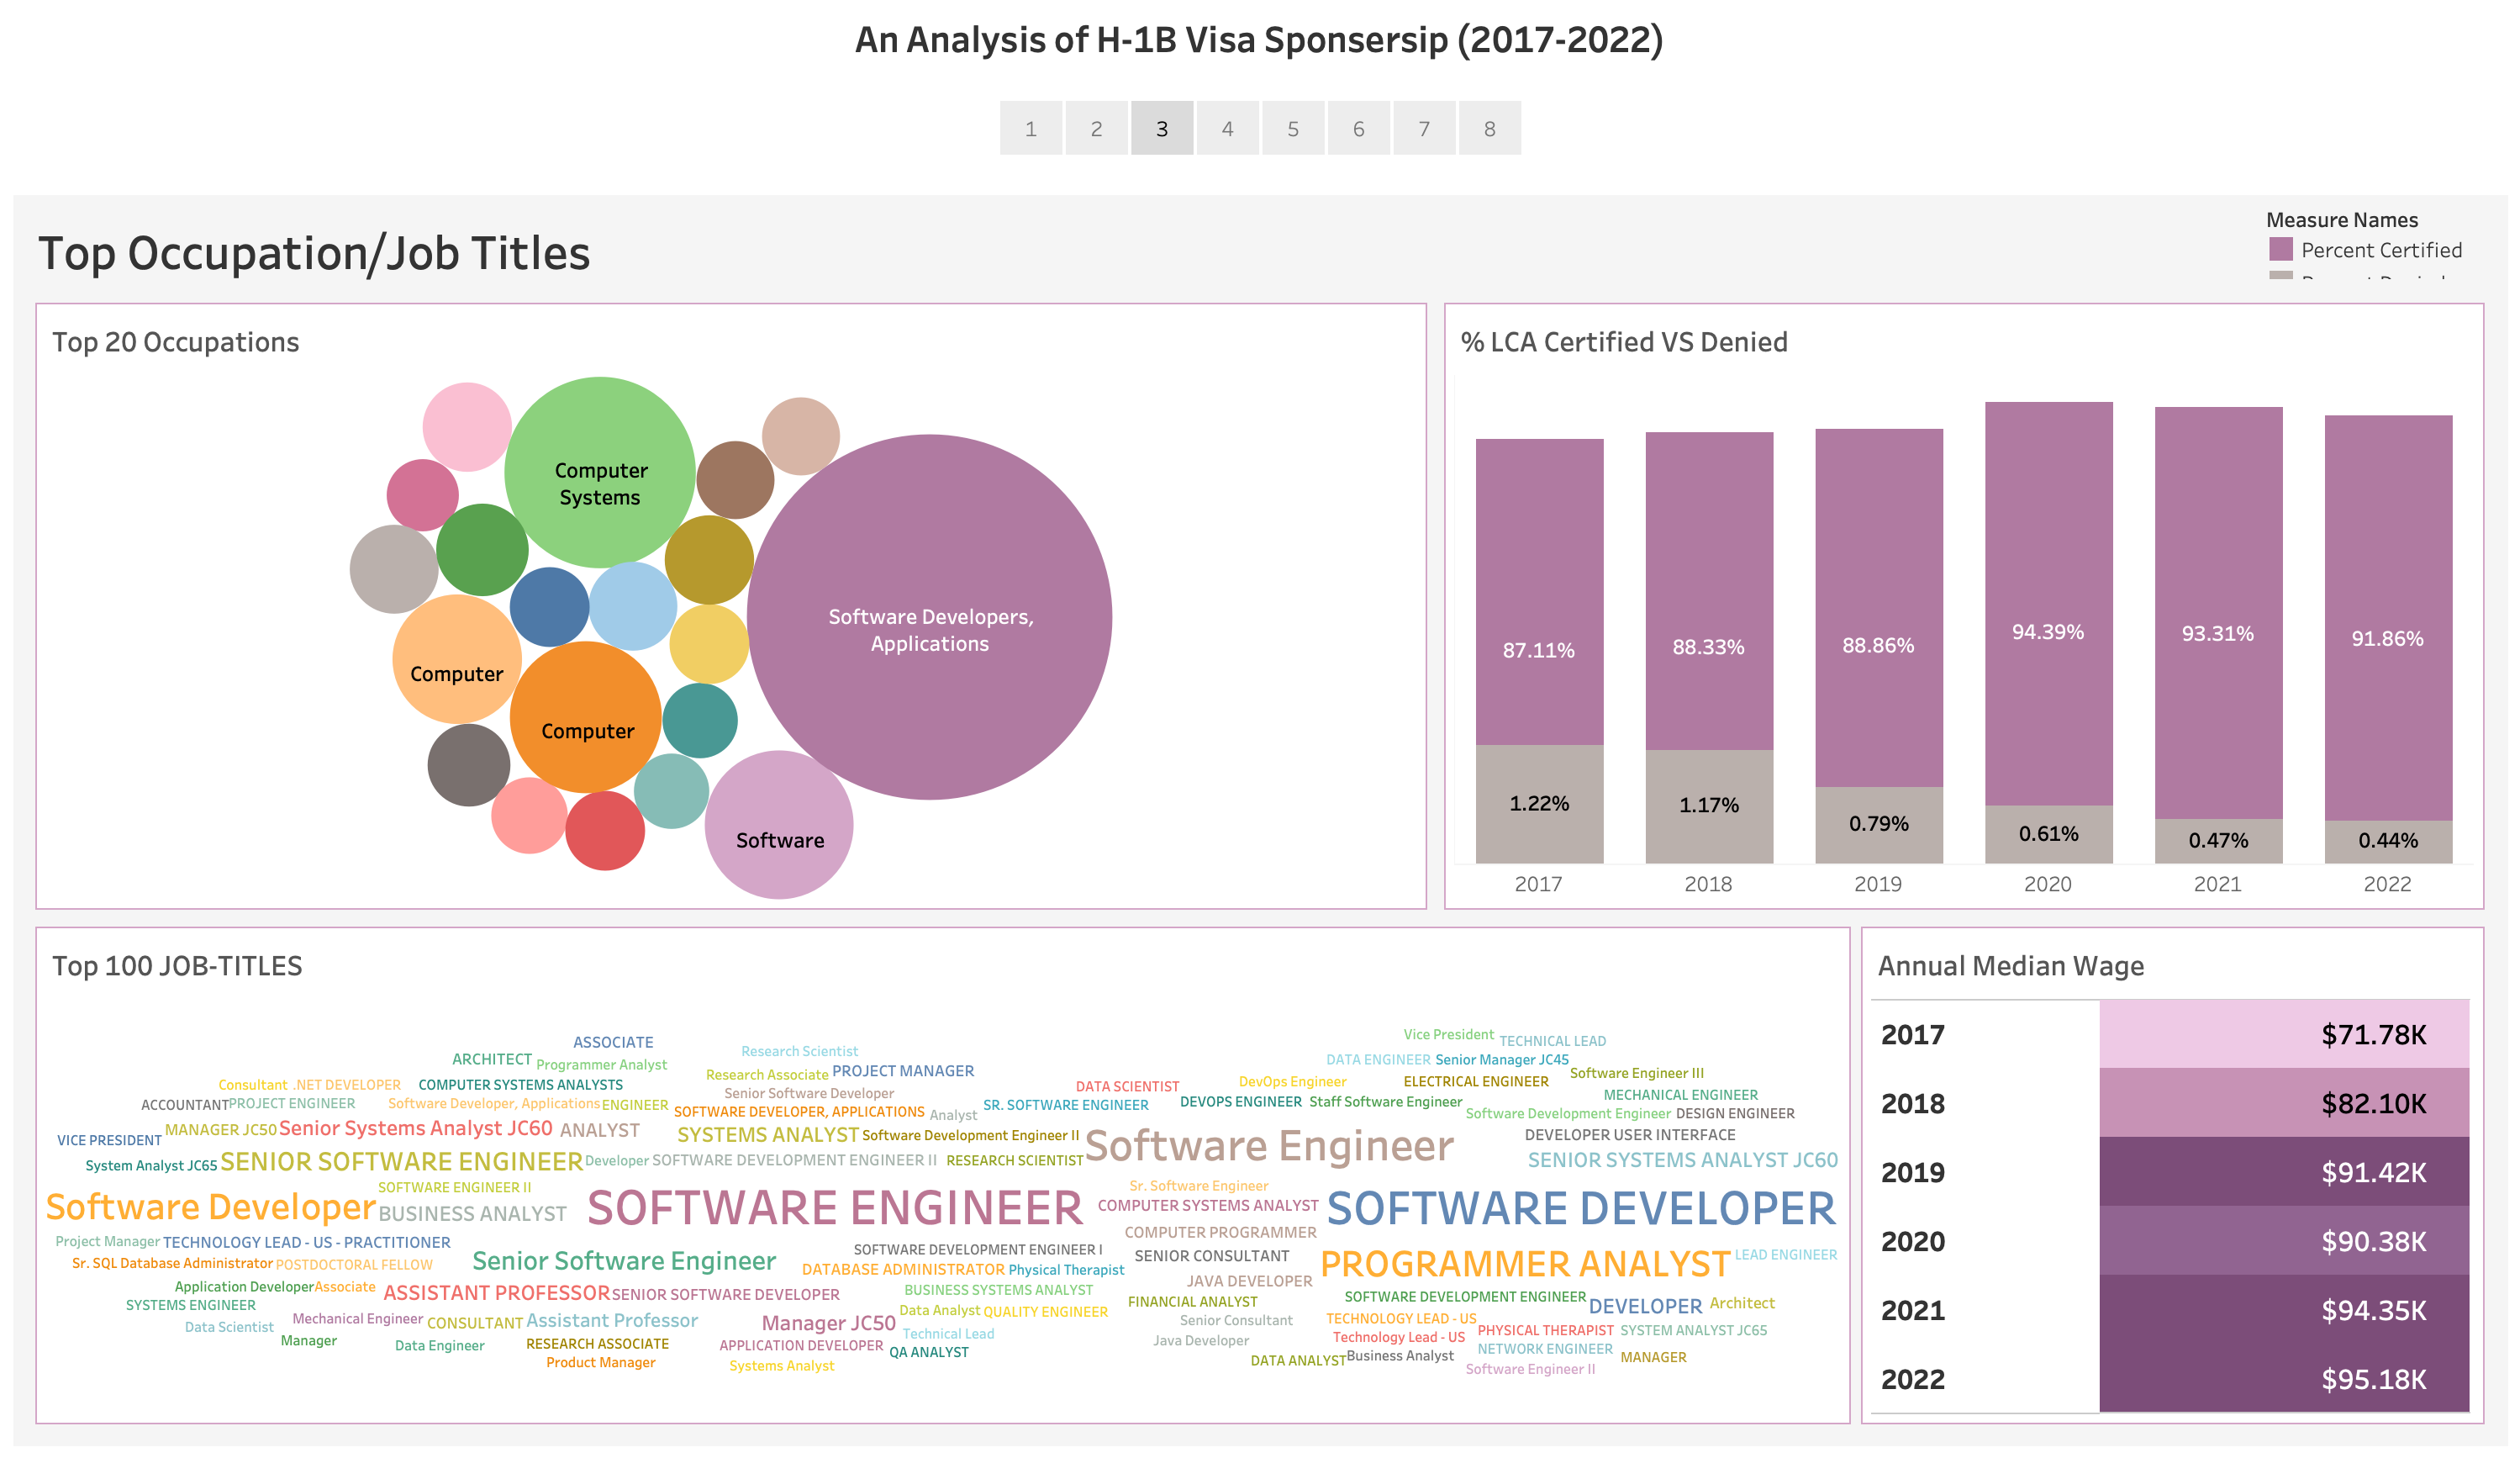 An Analysis of H-1B Visa Sponsersip (2017-2022)
1 2 3 4 5 6 7 8
Top Occupation/Job Titles
Measure Names
Percent Certified
Top 20 Occupations
Computer
Systems
Software Developers,
Applications
Computer
Computer
Software
% LCA Certified VS Denied
87.11% 88.33% 88.86% 94.39% 93.31% 91.86%
1.22% 1.17% 0.79% 0.61% 0.47% 0.44%
2017 2018 2019 2020 2021 2022
Top 100 JOB-TITLES
Vice President
ASSOCIATE
TECHNICAL LEAD
Research Scientist
ARCHITECT
Programmer Analyst
DATA ENGINEER
Senior Manager JC45
Research Associate
PROJECT MANAGER
Software Engineer III
Consultant
.NET DEVELOPER
COMPUTER SYSTEMS ANALYSTS
DATA SCIENTIST
DevOps Engineer
ELECTRICAL ENGINEER
Senior Software Developer
MECHANICAL ENGINEER
ACCOUNTANT
PROJECT ENGINEER
Software Developer, Applications
ENGINEER
SOFTWARE DEVELOPER, APPLICATIONS
Analyst
SR. SOFTWARE ENGINEER
DEVOPS ENGINEER
Staff Software Engineer
Software Development Engineer
DESIGN ENGINEER
VICE PRESIDENT
MANAGER JC50
Senior Systems Analyst JC60
ANALYST
SYSTEMS ANALYST
Software Development Engineer II
Software Engineer
DEVELOPER USER INTERFACE
System Analyst JC65
SENIOR SOFTWARE ENGINEER
Developer
SOFTWARE DEVELOPMENT ENGINEER II
RESEARCH SCIENTIST
SENIOR SYSTEMS ANALYST JC60
SOFTWARE ENGINEER II
Sr. Software Engineer
Software Developer
BUSINESS ANALYST
SOFTWARE ENGINEER
COMPUTER SYSTEMS ANALYST
SOFTWARE DEVELOPER
COMPUTER PROGRAMMER
Project Manager
TECHNOLOGY LEAD - US - PRACTITIONER
SOFTWARE DEVELOPMENT ENGINEER I
SENIOR CONSULTANT
PROGRAMMER ANALYST
LEAD ENGINEER
Sr. SQL Database Administrator
POSTDOCTORAL FELLOW
Senior Software Engineer
DATABASE ADMINISTRATOR
Physical Therapist
JAVA DEVELOPER
Application Developer
Associate
ASSISTANT PROFESSOR
SENIOR SOFTWARE DEVELOPER
BUSINESS SYSTEMS ANALYST
FINANCIAL ANALYST
SOFTWARE DEVELOPMENT ENGINEER
DEVELOPER
Architect
SYSTEMS ENGINEER
Mechanical Engineer
CONSULTANT
Assistant Professor
Manager JC50
Data Analyst
QUALITY ENGINEER
Senior Consultant
TECHNOLOGY LEAD - US
Data Scientist
Technical Lead
PHYSICAL THERAPIST
SYSTEM ANALYST JC65
Manager
Data Engineer
RESEARCH ASSOCIATE
APPLICATION DEVELOPER
QA ANALYST
Java Developer
Technology Lead - US
NETWORK ENGINEER
Product Manager
Systems Analyst
DATA ANALYST
Business Analyst
MANAGER
Software Engineer II
Annual Median Wage
2017 $71.78K
2018 $82.10K
2019 $91.42K
2020 $90.38K
2021 $94.35K
2022 $95.18K